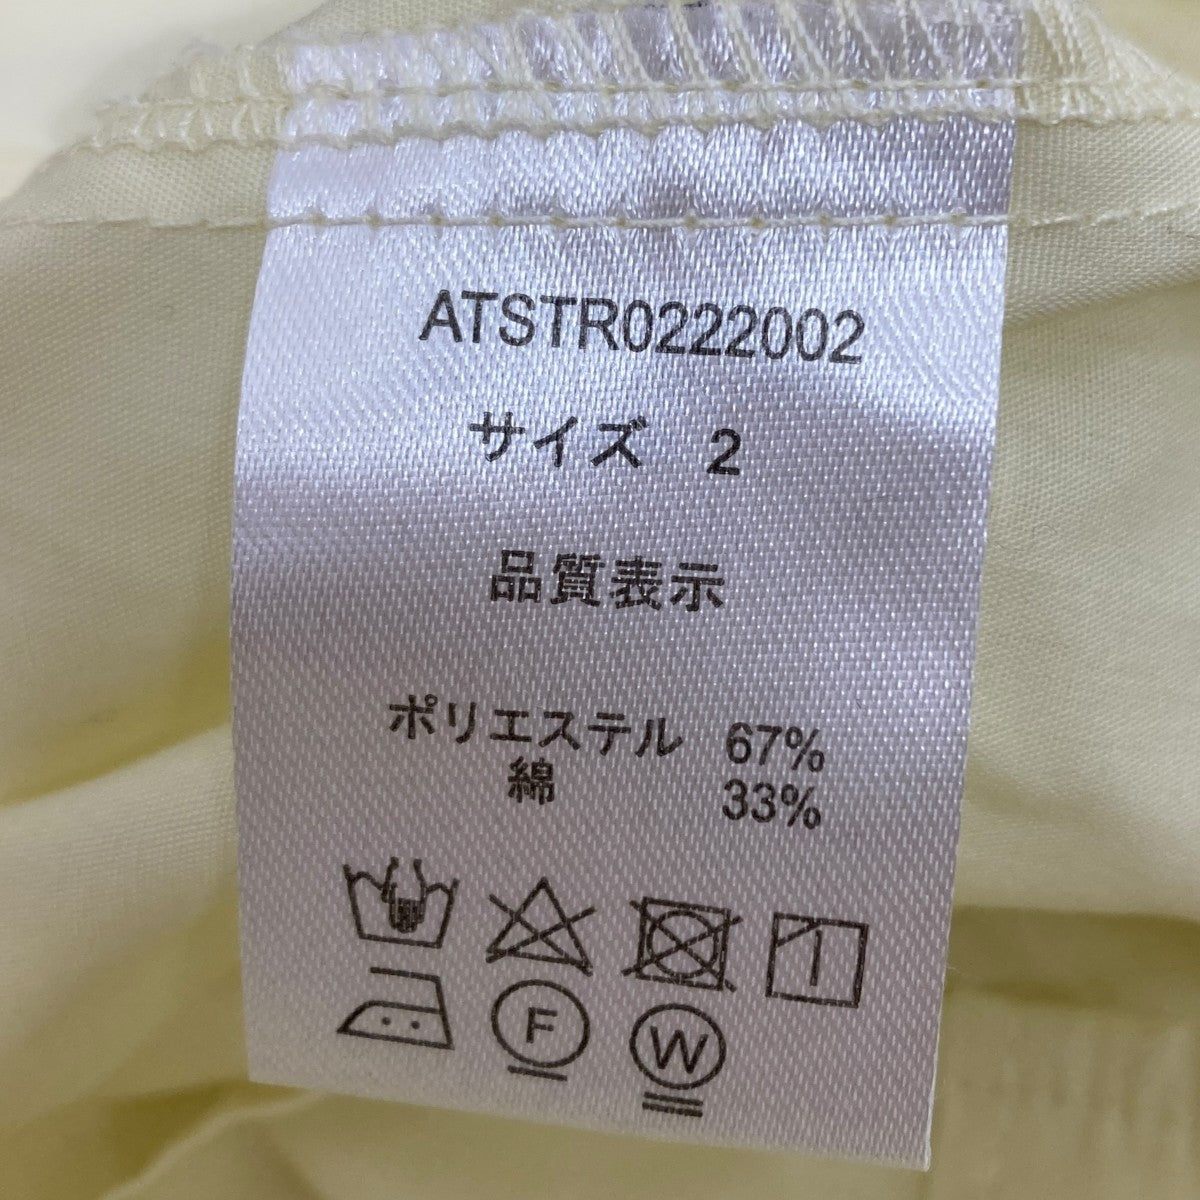 ATSTR0222002
サイズ 2
品質表示
ポリエステル 67%
綿 33%
F W